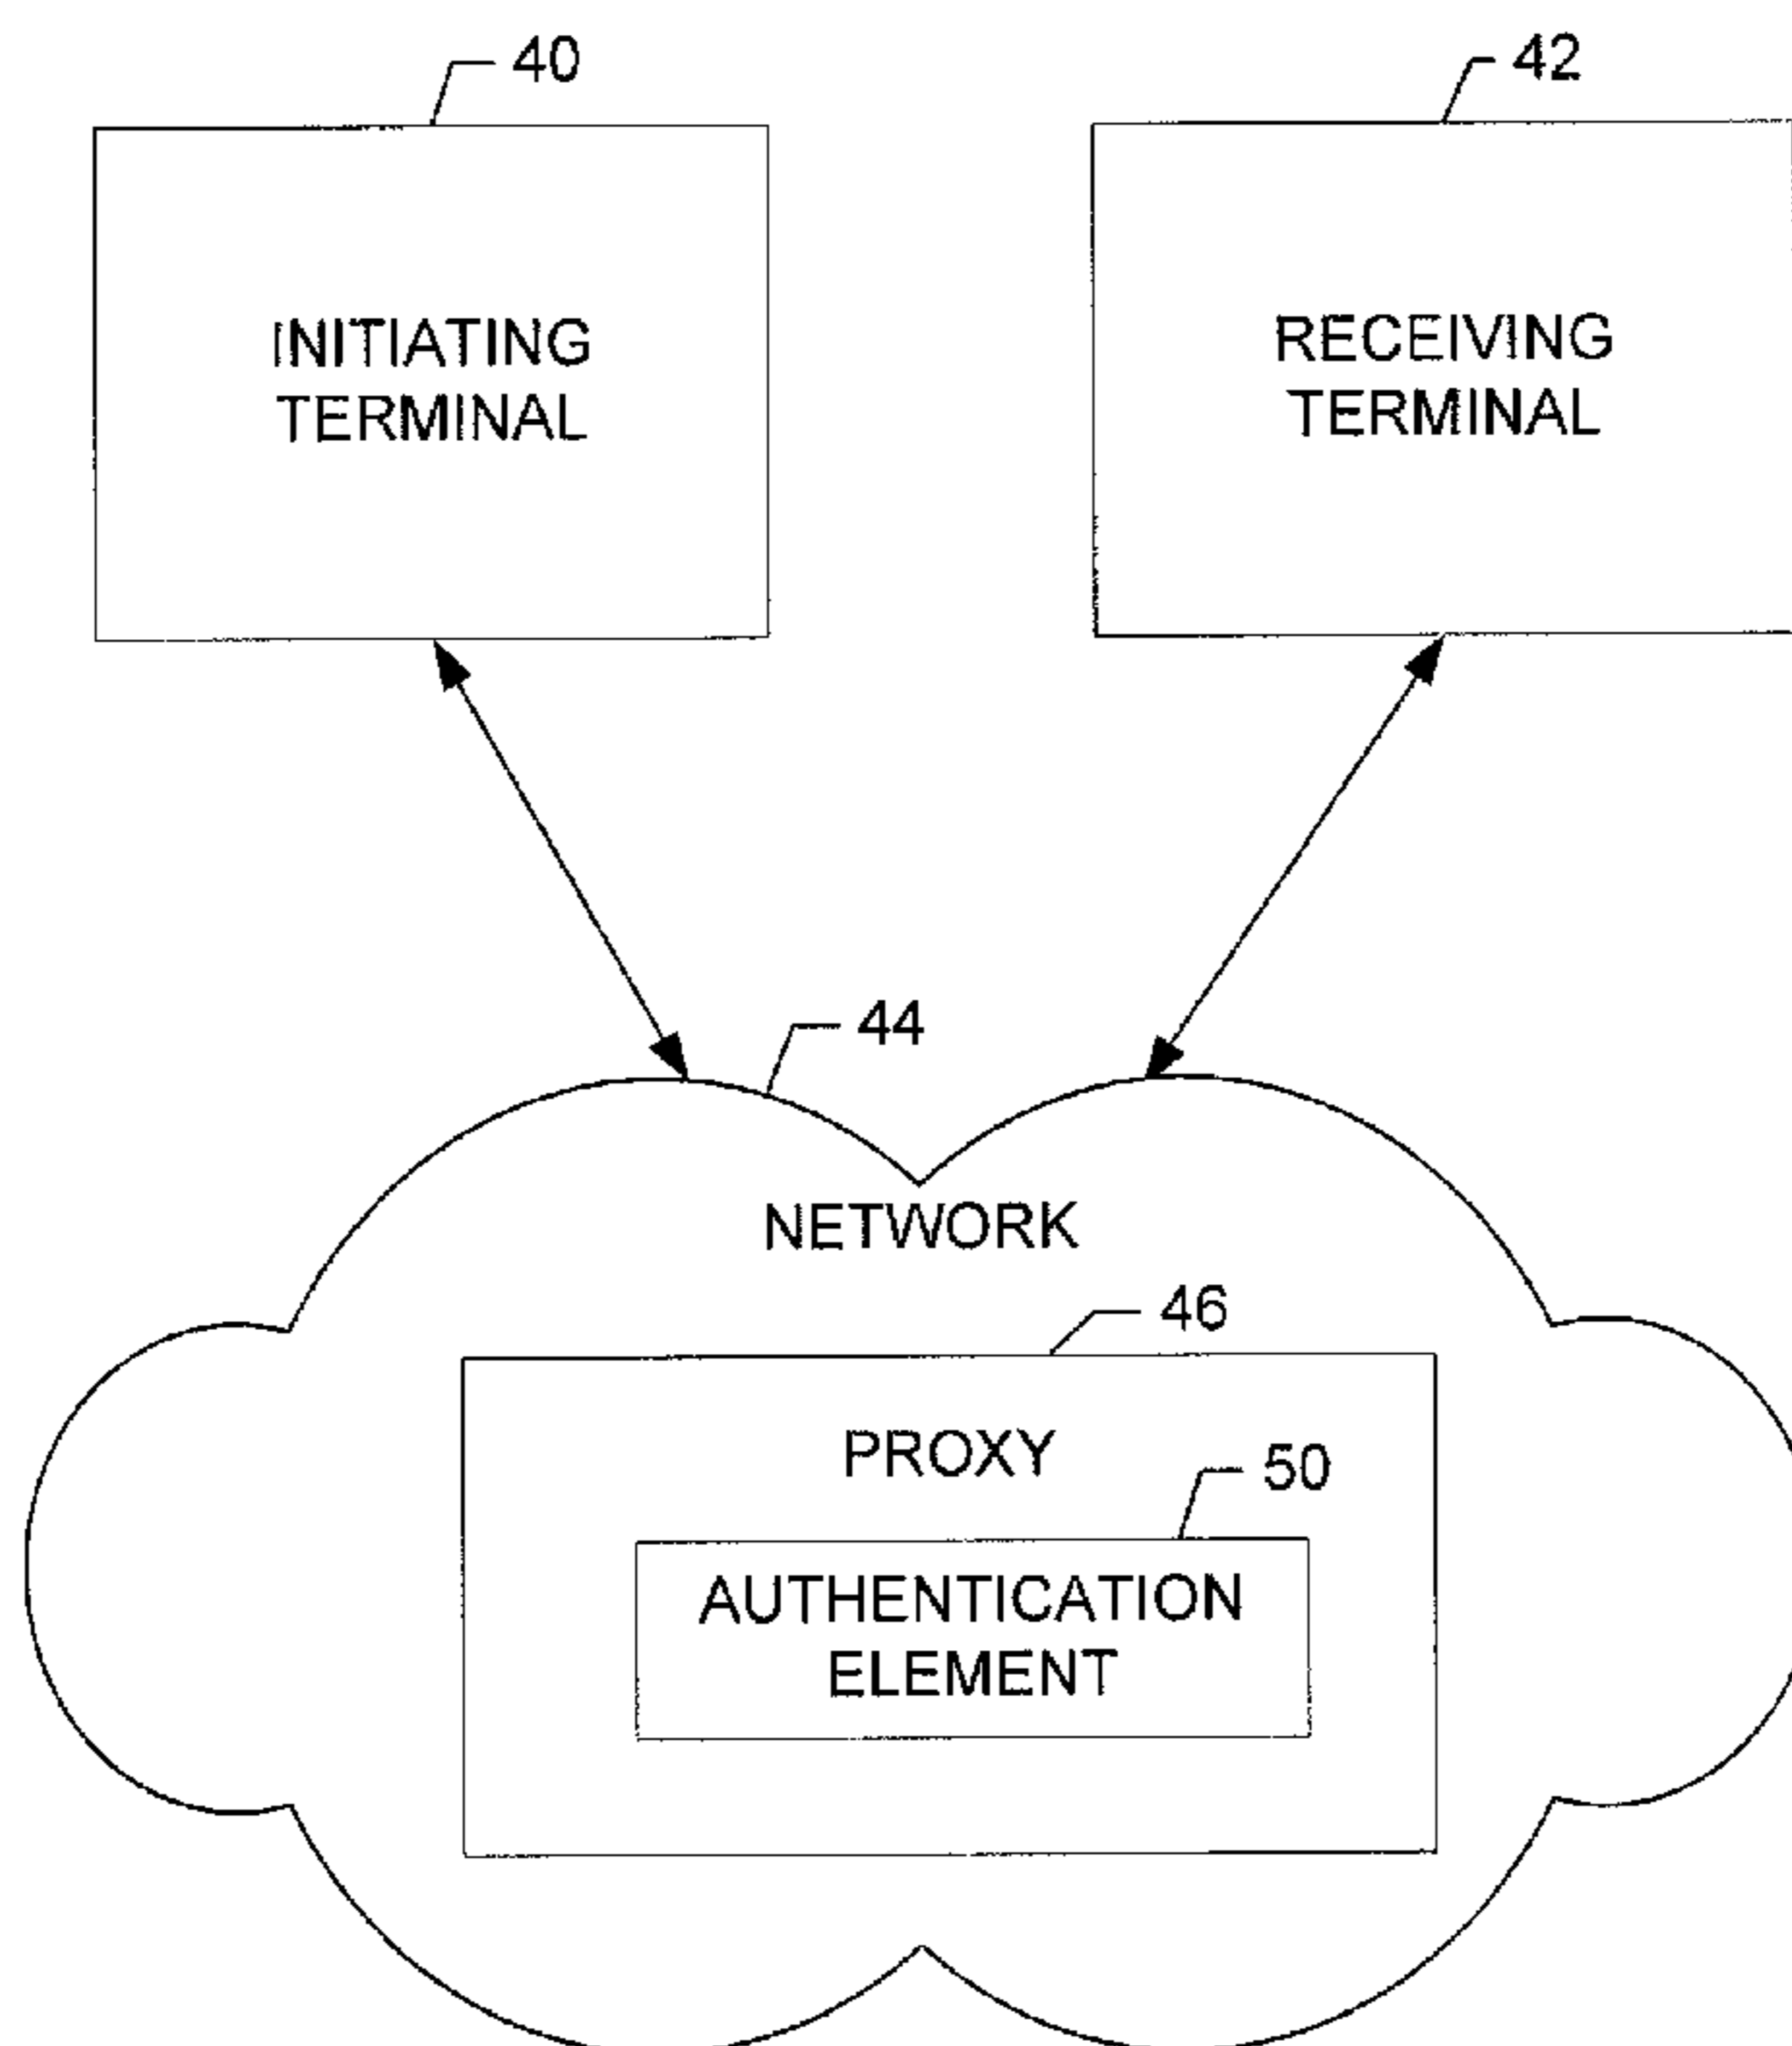 40
42
INITIATING
TERMINAL
RECEIVING
TERMINAL
44
NETWORK
46
PROXY
50
AUTHENTICATION
ELEMENT